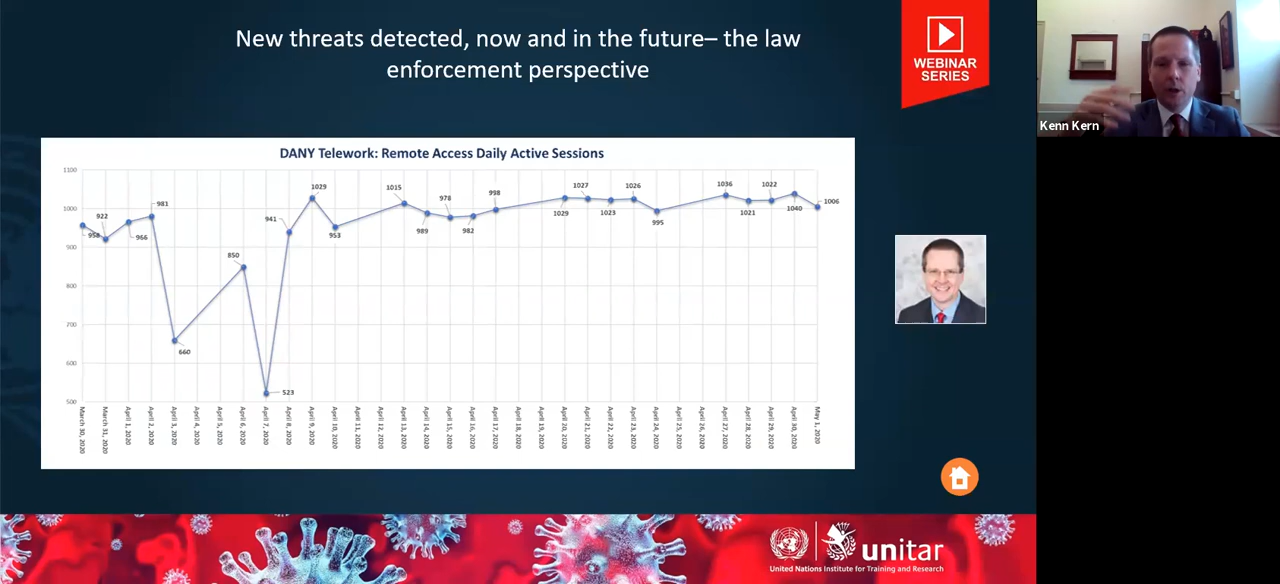 New threats detected, now and in the future– the law
enforcement perspective
WEBINAR
SERIES
Kenn Kern
DANY Telework: Remote Access Daily Active Sessions
1100
1000
900
800
700
600
500
958
922
966
981
660
850
523
941
1029
953
1015
989
978
982
998
1029
1027
1023
1026
995
1036
1021
1022
1040
1006
March 30, 2020
March 31, 2020
April 1, 2020
April 2, 2020
April 3, 2020
April 4, 2020
April 5, 2020
April 6, 2020
April 7, 2020
April 8, 2020
April 9, 2020
April 10, 2020
April 11, 2020
April 12, 2020
April 13, 2020
April 14, 2020
April 15, 2020
April 16, 2020
April 17, 2020
April 18, 2020
April 19, 2020
April 20, 2020
April 21, 2020
April 22, 2020
April 23, 2020
April 24, 2020
April 25, 2020
April 26, 2020
April 27, 2020
April 28, 2020
April 29, 2020
April 30, 2020
May 1, 2020
unitar
United Nations Institute for Training and Research